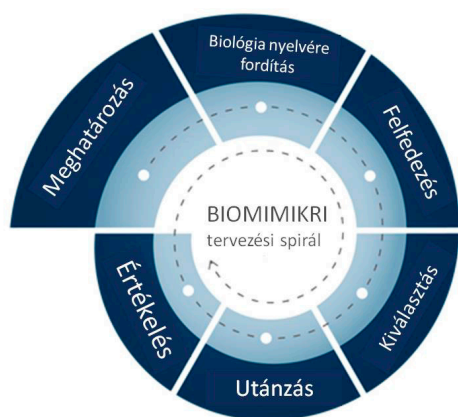 Meghatározás
Biológia nyelvére
fordítás
Felfedezés
Kiválasztás
Utánzás
Értékelés
BIOMIMIKRI
tervezési spirál